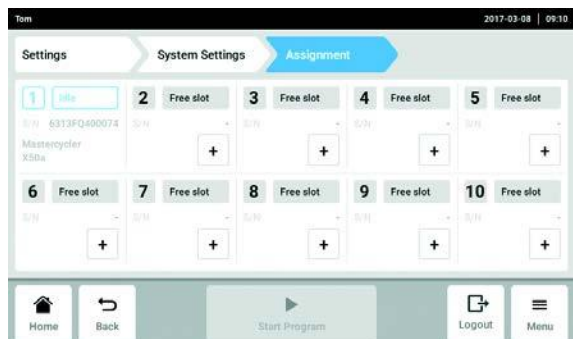 Tom 2017-03-08 | 09:10
Settings System Settings Assignment
1 Idle 2 Free slot 3 Free slot 4 Free slot 5 Free slot
S/N 6313FQ400074 S/N - S/N - S/N - S/N -
Mastercycler
X50a
+ + + +
6 Free slot 7 Free slot 8 Free slot 9 Free slot 10 Free slot
S/N - S/N - S/N - S/N - S/N -
+ + + + +
Home Back Start Program Logout Menu